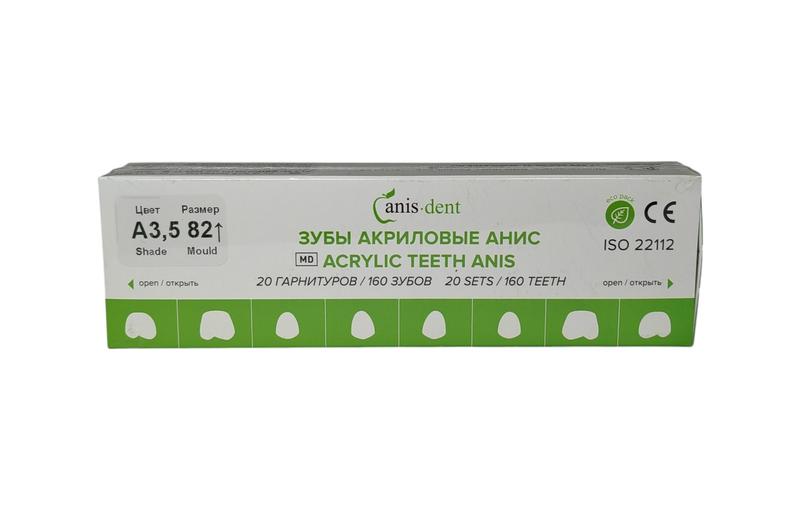 anis·dent
Цвет Размер
A3,5 82↑
Shade Mould
eco pack
CE
ISO 22112
ЗУБЫ АКРИЛОВЫЕ АНИС
MD ACRYLIC TEETH ANIS
20 ГАРНИТУРОВ / 160 ЗУБОВ 20 SETS / 160 TEETH
open / открыть
open / открыть